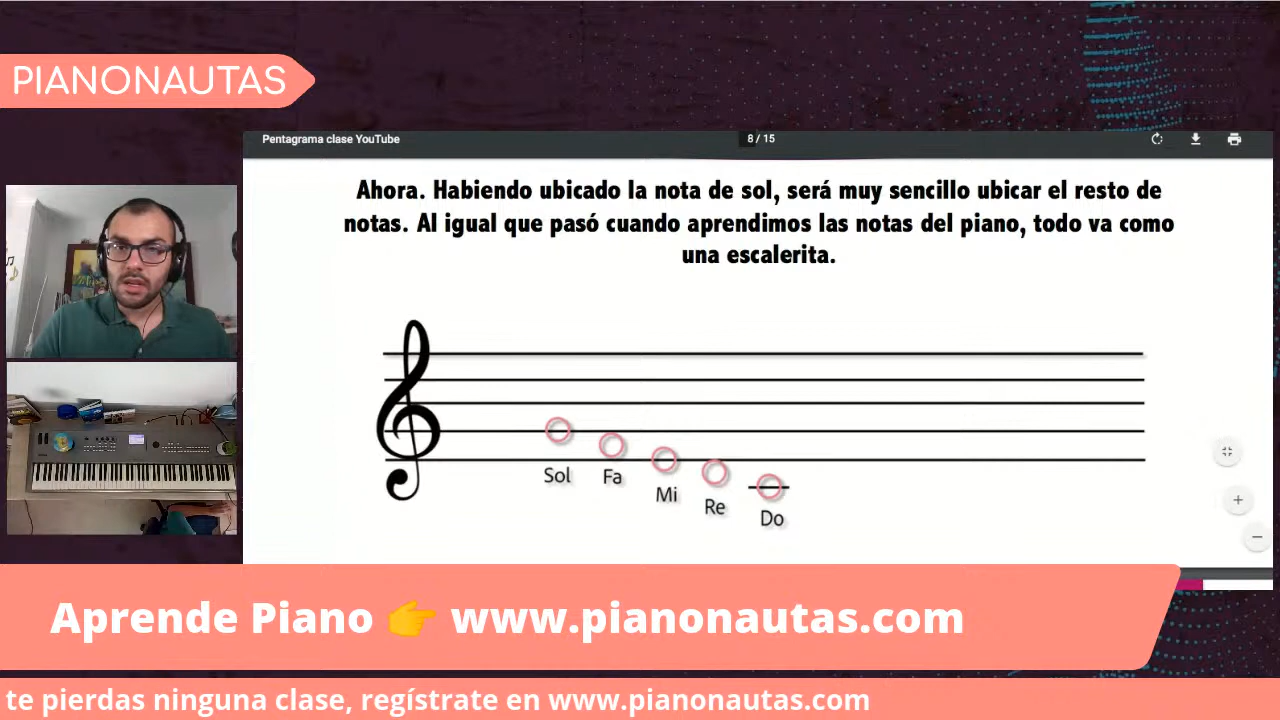 PIANONAUTAS
Pentagrama clase YouTube
8 / 15
Ahora. Habiendo ubicado la nota de sol, será muy sencillo ubicar el resto de
notas. Al igual que pasó cuando aprendimos las notas del piano, todo va como
una escalerita.
Sol
Fa
Mi
Re
Do
Aprende Piano 👉 www.pianonautas.com
te pierdas ninguna clase, regístrate en www.pianonautas.com